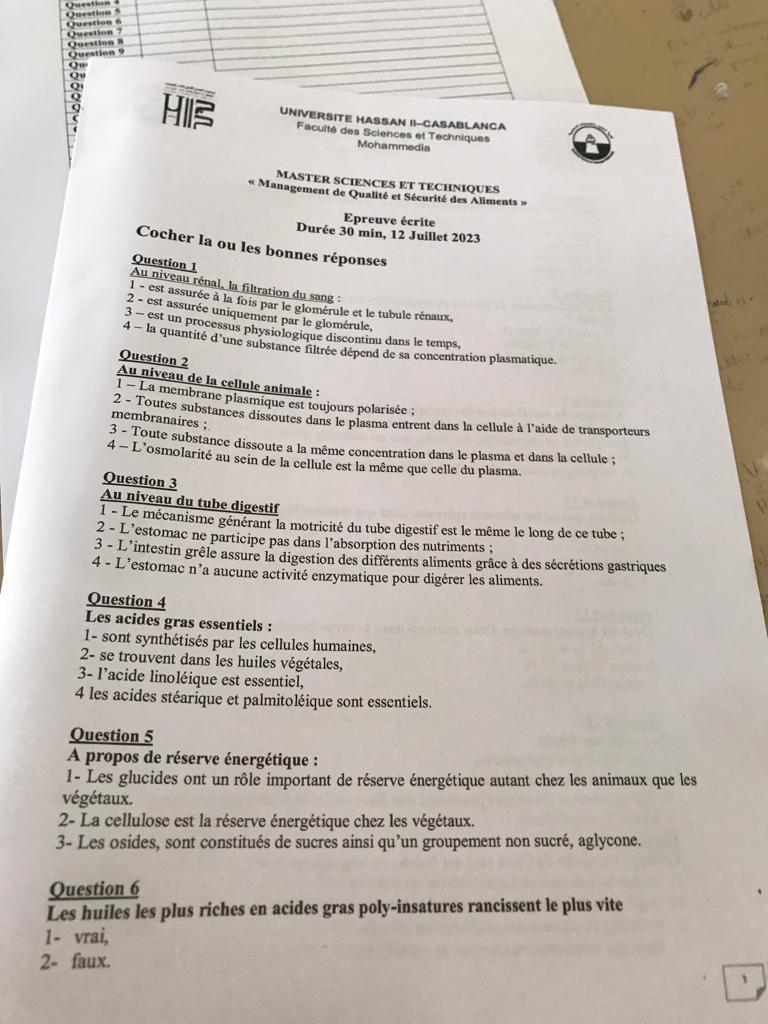 Question 4
Question 5
Question 6
Question 7
Question 8
Question 9
UNIVERSITE HASSAN II–CASABLANCA
Faculté des Sciences et Techniques
Mohammedia
MASTER SCIENCES ET TECHNIQUES
« Management de Qualité et Sécurité des Aliments »
Epreuve écrite
Durée 30 min, 12 Juillet 2023
Cocher la ou les bonnes réponses
Question 1
Au niveau rénal, la filtration du sang :
1 - est assurée à la fois par le glomérule et le tubule rénaux,
2 - est assurée uniquement par le glomérule,
3 – est un processus physiologique discontinu dans le temps,
4 – la quantité d'une substance filtrée dépend de sa concentration plasmatique.
Question 2
Au niveau de la cellule animale :
1 – La membrane plasmique est toujours polarisée ;
2 - Toutes substances dissoutes dans le plasma entrent dans la cellule à l'aide de transporteurs
membranaires ;
3 - Toute substance dissoute a la même concentration dans le plasma et dans la cellule ;
4 – L'osmolarité au sein de la cellule est la même que celle du plasma.
Question 3
Au niveau du tube digestif
1 - Le mécanisme générant la motricité du tube digestif est le même le long de ce tube ;
2 - L'estomac ne participe pas dans l'absorption des nutriments ;
3 - L'intestin grêle assure la digestion des différents aliments grâce à des sécrétions gastriques
4 - L'estomac n'a aucune activité enzymatique pour digérer les aliments.
Question 4
Les acides gras essentiels :
1- sont synthétisés par les cellules humaines,
2- se trouvent dans les huiles végétales,
3- l'acide linoléique est essentiel,
4 les acides stéarique et palmitoléique sont essentiels.
Question 5
A propos de réserve énergétique :
1- Les glucides ont un rôle important de réserve énergétique autant chez les animaux que les
végétaux.
2- La cellulose est la réserve énergétique chez les végétaux.
3- Les osides, sont constitués de sucres ainsi qu'un groupement non sucré, aglycone.
Question 6
Les huiles les plus riches en acides gras poly-insatures rancissent le plus vite
1- vrai,
2- faux.
1